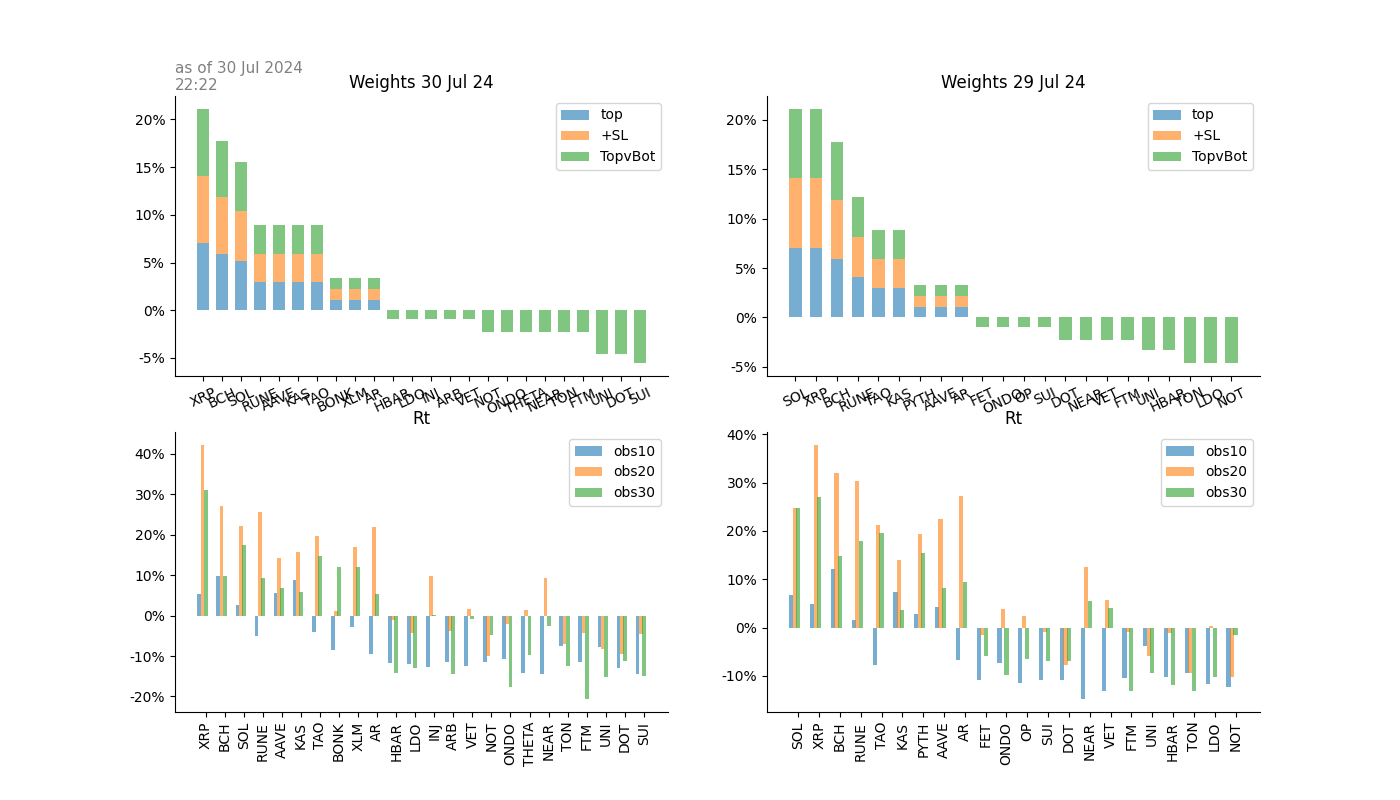 as of 30 Jul 2024
22:22
Weights 30 Jul 24
20%
15%
10%
5%
0%
-5%
top
+SL
TopvBot
XRP BCH SOL RUNE AAVE KAS TAO BONK XLM AR HBAR LDO INJ ARB VET NOT ONDO THETA NEAR TON FTM UNI DOT SUI
Weights 29 Jul 24
20%
15%
10%
5%
0%
-5%
top
+SL
TopvBot
SOL XRP BCH RUNE TAO KAS PYTH AAVE AR FET ONDO OP SUI DOT NEAR VET FTM UNI HBAR TON LDO NOT
Rt
40%
30%
20%
10%
0%
-10%
-20%
obs10
obs20
obs30
XRP BCH SOL RUNE AAVE KAS TAO BONK XLM AR HBAR LDO INJ ARB VET NOT ONDO THETA NEAR TON FTM UNI DOT SUI
Rt
40%
30%
20%
10%
0%
-10%
obs10
obs20
obs30
SOL XRP BCH RUNE TAO KAS PYTH AAVE AR FET ONDO OP SUI DOT NEAR VET FTM UNI HBAR TON LDO NOT